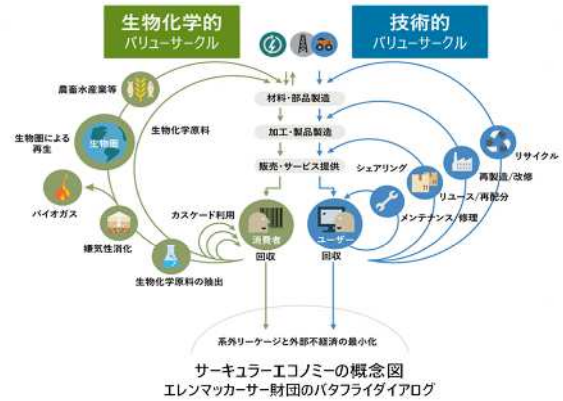 生物化学的
バリューサークル
技術的
バリューサークル
農畜水産業等
材料・部品製造
生物化学原料
加工・製品製造
生物圏による
再生
生物圏
リサイクル
販売・サービス提供
シェアリング
再製造/改修
リユース/再配分
バイオガス
カスケード利用
メンテナンス/修理
消費者
ユーザー
嫌気性消化
回収
回収
生物化学原料の抽出
系外リーケージと外部不経済の最小化
サーキュラーエコノミーの概念図
エレンマッカーサー財団のバタフライダイアログ